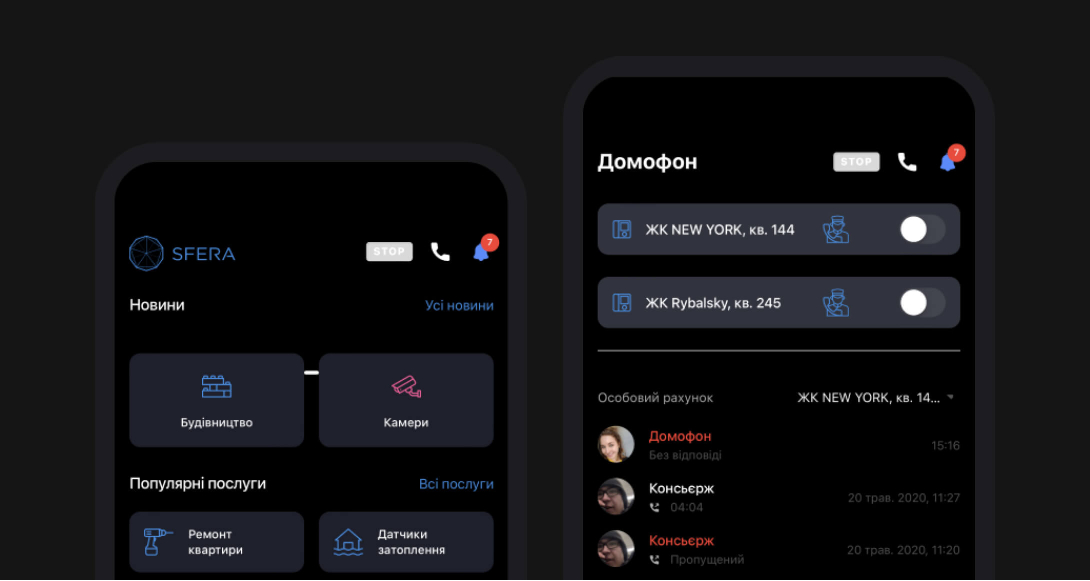 SFERA
STOP
7
Новини
Усі новини
Будівництво
Камери
Популярні послуги
Всі послуги
Ремонт
квартири
Датчики
затоплення
Домофон
STOP
7
ЖК NEW YORK, кв. 144
ЖК Rybalsky, кв. 245
Особовий рахунок
ЖК NEW YORK, кв. 14...
Домофон
Без відповіді
15:16
Консьєрж
04:04
20 трав. 2020, 11:27
Консьєрж
Пропущений
20 трав. 2020, 11:20